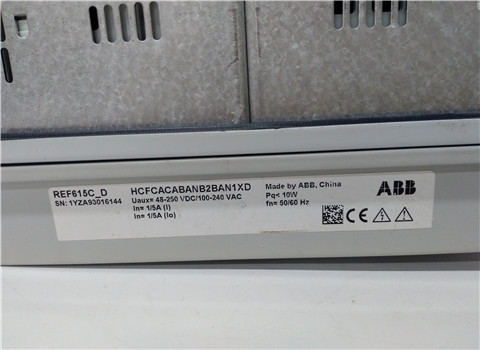 REF615C_D
SN: 1YZA93016144
HCFCACABANB2BAN1XD
Uaux= 48-250 VDC/100-240 VAC
In= 1/5A (I)
In= 1/5A (Io)
Made by ABB, China
Pq< 10W
fn= 50/60 Hz
ABB
CE